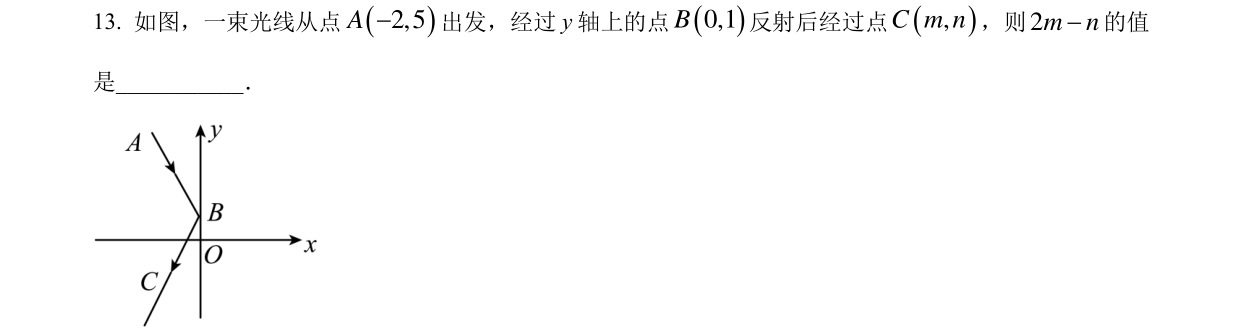 13. 如图，一束光线从点 A(−2,5) 出发，经过 y 轴上的点 B(0,1) 反射后经过点 C(m,n)，则 2m−n 的值
是__________．
A
y
B
O
x
C